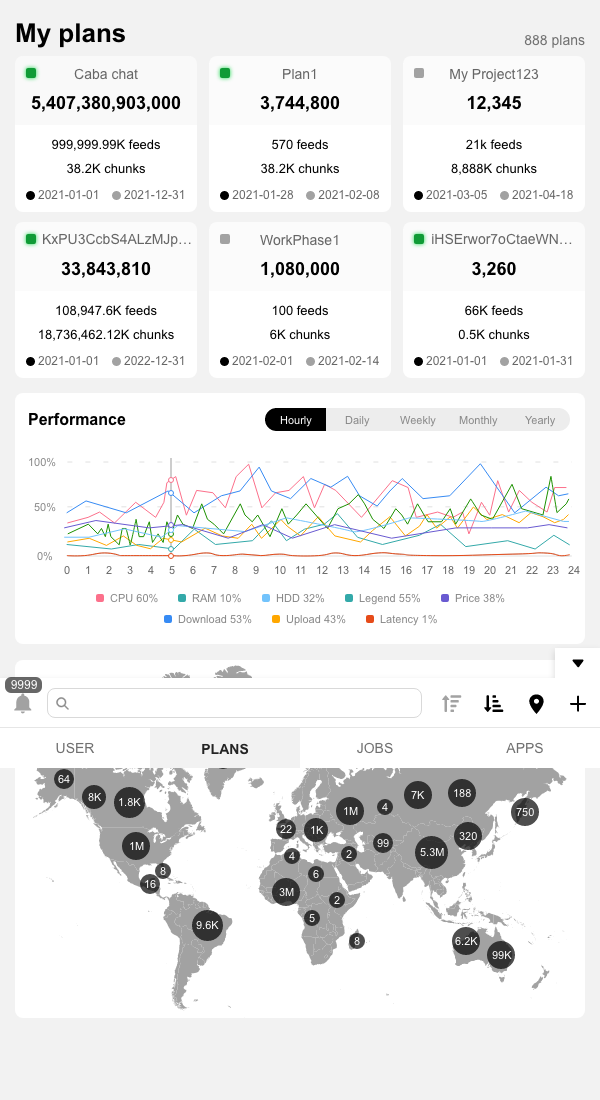 My plans
888 plans
Caba chat
5,407,380,903,000
999,999.99K feeds
38.2K chunks
2021-01-01 2021-12-31
Plan1
3,744,800
570 feeds
38.2K chunks
2021-01-28 2021-02-08
My Project123
12,345
21k feeds
8,888K chunks
2021-03-05 2021-04-18
KxPU3CcbS4ALzMJp...
33,843,810
108,947.6K feeds
18,736,462.12K chunks
2021-01-01 2022-12-31
WorkPhase1
1,080,000
100 feeds
6K chunks
2021-02-01 2021-02-14
iHSErwor7oCtaeWN...
3,260
66K feeds
0.5K chunks
2021-01-01 2021-01-31
Performance
Hourly Daily Weekly Monthly Yearly
100%
50%
0%
0 1 2 3 4 5 6 7 8 9 10 11 12 13 14 15 16 17 18 19 20 21 22 23 24
CPU 60% RAM 10% HDD 32% Legend 55% Price 38%
Download 53% Upload 43% Latency 1%
9999
USER PLANS JOBS APPS
64
8K
1.8K
1M
8
16
9.6K
22
1K
1M
4
7K
188
750
320
99
5.3M
2
4
6
3M
2
5
8
6.2K
99K